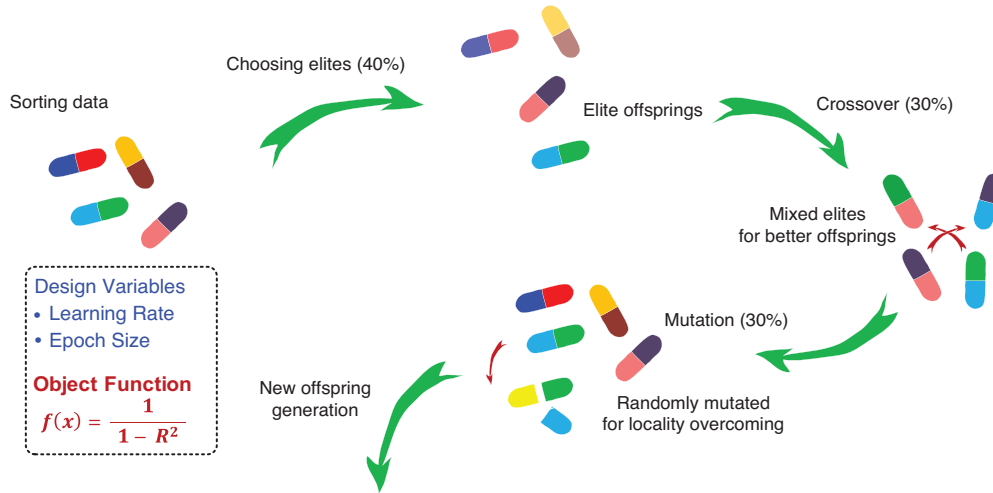 Sorting data
Choosing elites (40%)
Elite offsprings
Crossover (30%)
Mixed elites
for better offsprings
Mutation (30%)
Randomly mutated
for locality overcoming
New offspring
generation
Design Variables
• Learning Rate
• Epoch Size
Object Function
f(x) = 1 / (1 − R²)